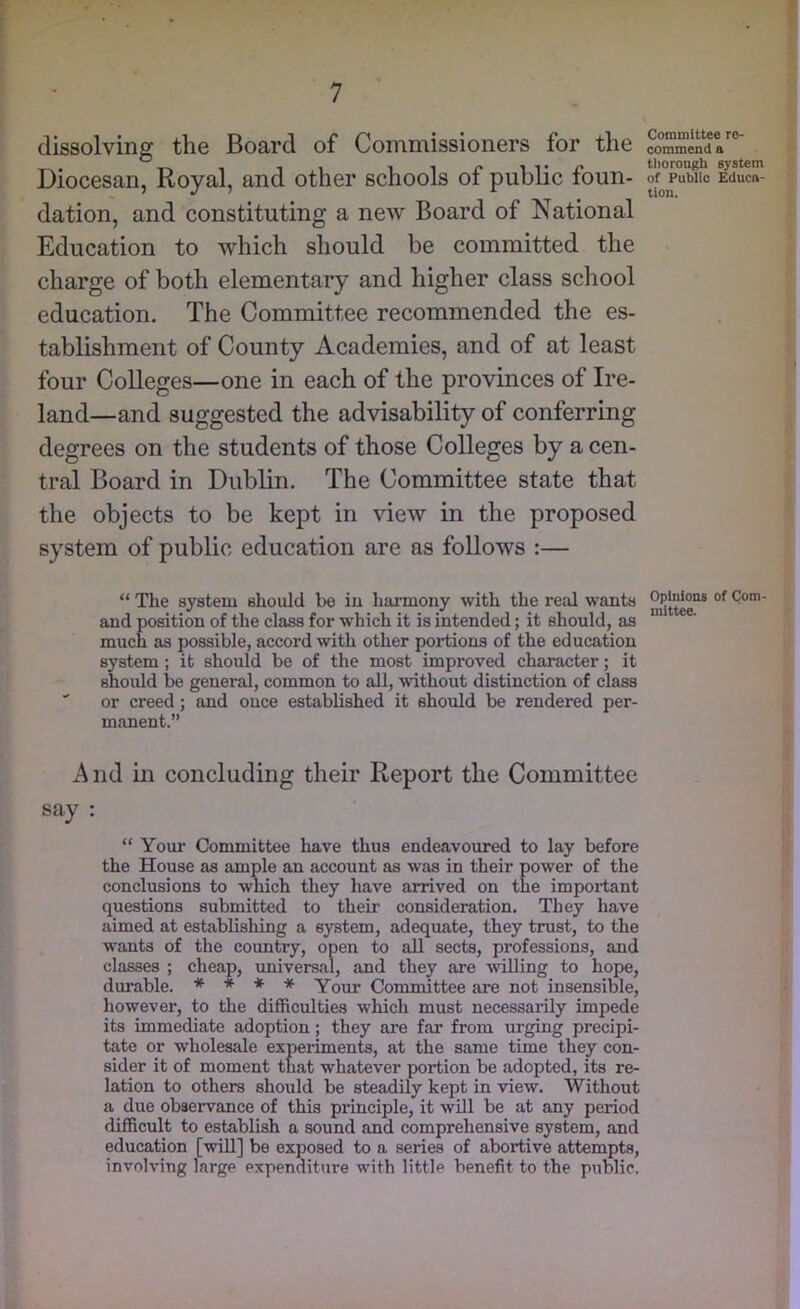 7
dissolving the Board of Commissioners for the
Diocesan, Royal, and other schools of public foun-
dation, and constituting a new Board of National
Education to which should be committed the
charge of both elementary and higher class school
education. The Committee recommended the es-
tablishment of County Academies, and of at least
four Colleges—one in each of the provinces of Ire-
land—and suggested the advisability of conferring
degrees on the students of those Colleges by a cen-
tral Board in Dublin. The Committee state that
the objects to be kept in view in the proposed
system of public education are as follows :—
Committee re-
commend a
thorough system
of Public Educa-
tion.
“ The system should be in harmony with the real wants
and position of the class for which it is intended ; it should, as
much as possible, accord with other portions of the education
system ; it should be of the most improved character ; it
should be general, common to all, without distinction of class
or creed ; and once established it should be rendered per-
manent.”
Opinions of Com-
mittee.
And in concluding their Report the Committee
say :
“ Your Committee have thus endeavoured to lay before
the House as ample an account as was in their power of the
conclusions to which they have arrived on the important
questions submitted to their consideration. They have
aimed at establishing a system, adequate, they trust, to the
wants of the country, open to all sects, professions, and
classes ; cheap, universal, and they are willing to hope,
durable. * * * * Your Committee are not insensible,
however, to the difficulties which must necessarily impede
its immediate adoption ; they are far from urging precipi-
tate or wholesale experiments, at the same time they con-
sider it of moment that whatever portion be adopted, its re-
lation to others should be steadily kept in view. Without
a due observance of this principle, it will be at any period
difficult to establish a sound and comprehensive system, and
education [will] be exposed to a series of abortive attempts,
involving large expenditure with little benefit to the public.